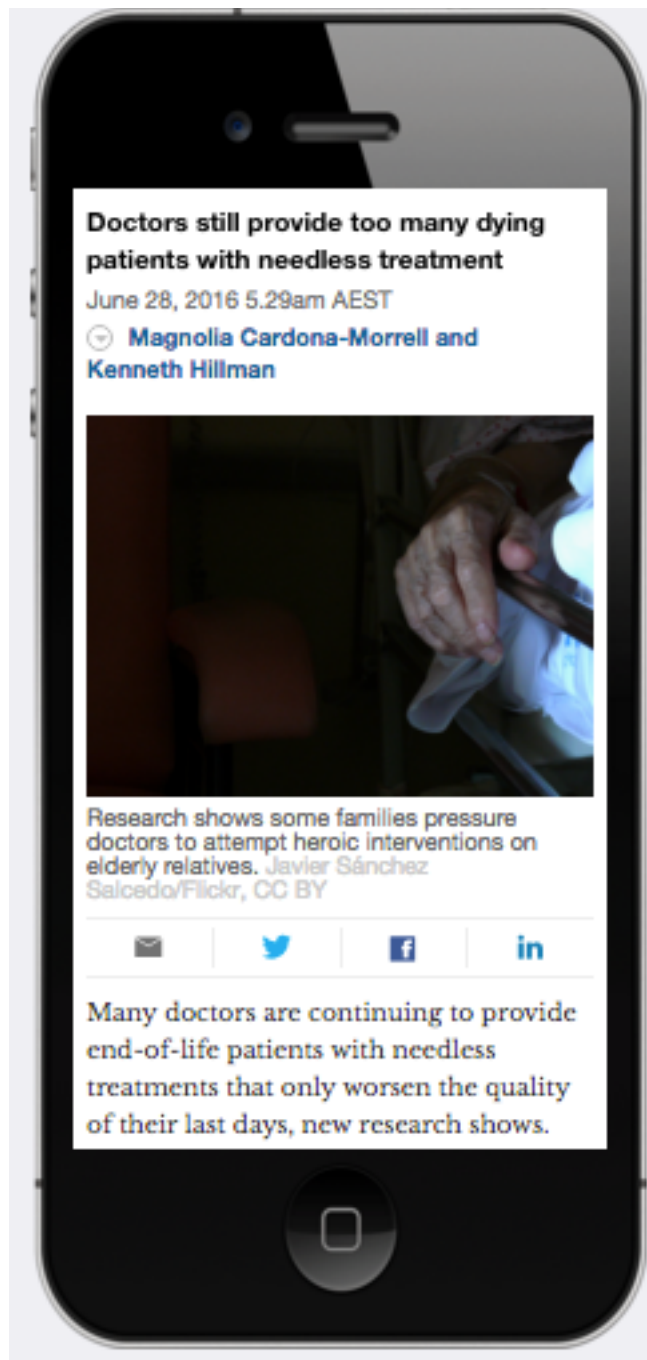 Doctors still provide too many dying
patients with needless treatment
June 28, 2016 5.29am AEST
Magnolia Cardona-Morrell and
Kenneth Hillman
Research shows some families pressure
doctors to attempt heroic interventions on
elderly relatives. Javier Sánchez
Salcedo/Flickr, CC BY
f
in
Many doctors are continuing to provide
end-of-life patients with needless
treatments that only worsen the quality
of their last days, new research shows.